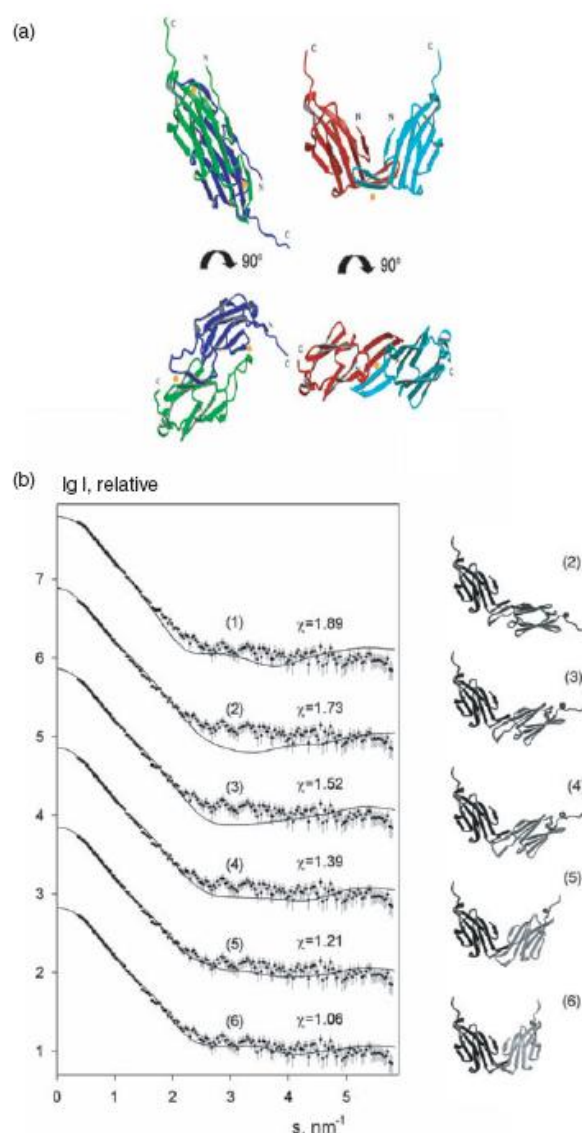 (a)
C
N
C
C
N
N
N
C
90°
90°
N
C
C
C
C
(b)
lg I, relative
7
6
5
4
3
2
1
(1)
χ=1.89
(2)
χ=1.73
(3)
χ=1.52
(4)
χ=1.39
(5)
χ=1.21
(6)
χ=1.06
0
1
2
3
4
5
s, nm⁻¹
(2)
(3)
(4)
(5)
(6)